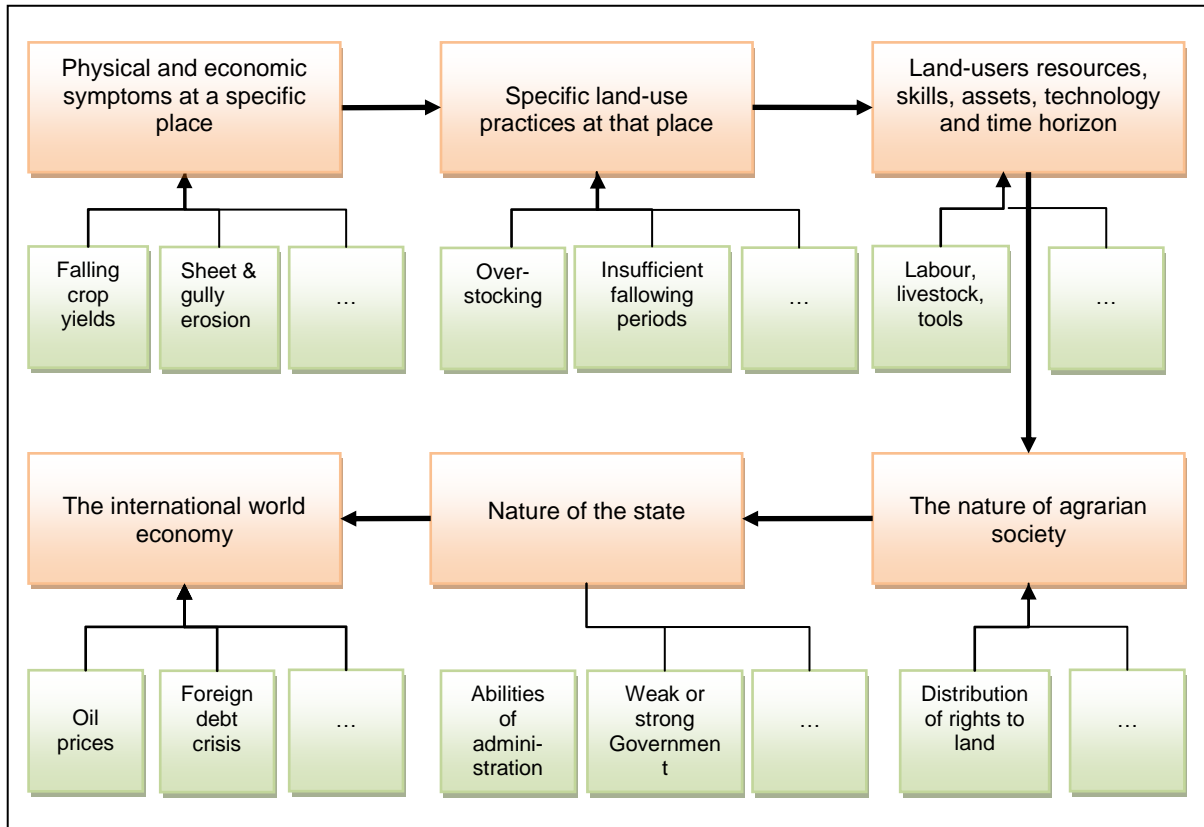 Physical and economic
symptoms at a specific
place
Specific land-use
practices at that place
Land-users resources,
skills, assets, technology
and time horizon
Falling
crop
yields
Sheet &
gully
erosion
…
Over-
stocking
Insufficient
fallowing
periods
…
Labour,
livestock,
tools
…
The international world
economy
Nature of the state
The nature of agrarian
society
Oil
prices
Foreign
debt
crisis
…
Abilities
of
admini-
stration
Weak or
strong
Governmen
t
…
Distribution
of rights to
land
…